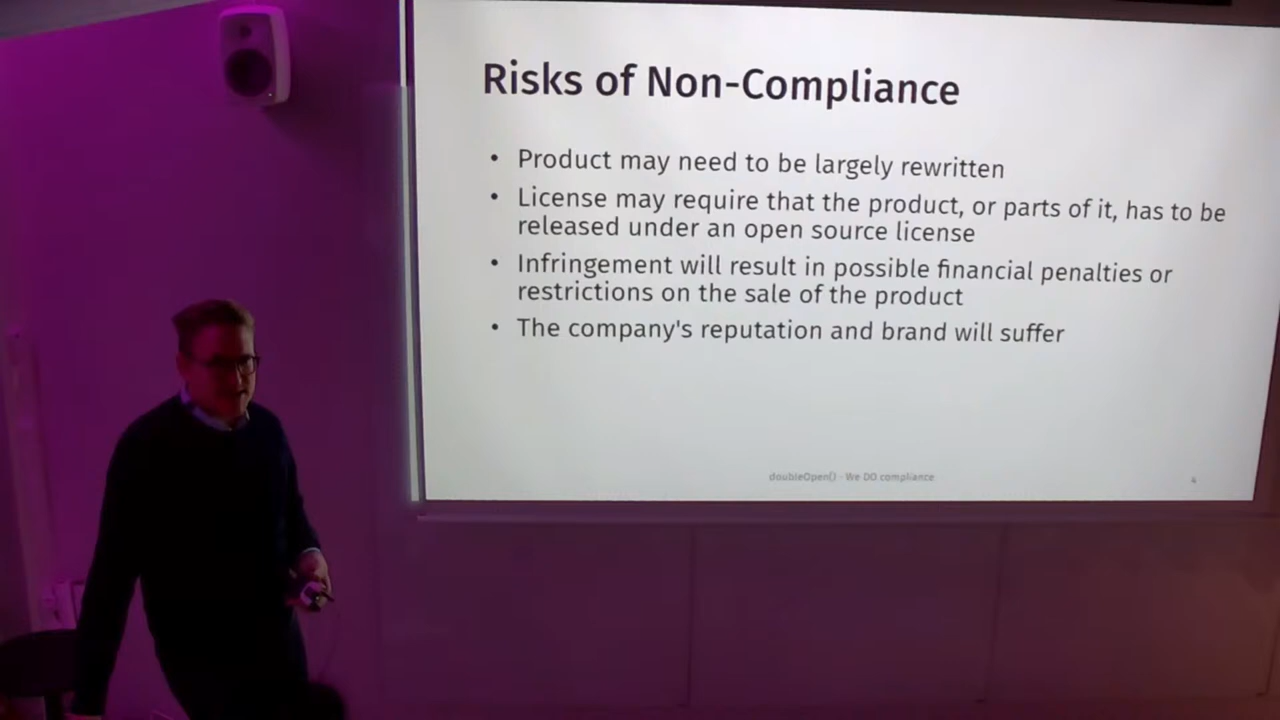 Risks of Non-Compliance
• Product may need to be largely rewritten
• License may require that the product, or parts of it, has to be
released under an open source license
• Infringement will result in possible financial penalties or
restrictions on the sale of the product
• The company's reputation and brand will suffer
doubleOpen() - We DO compliance
4